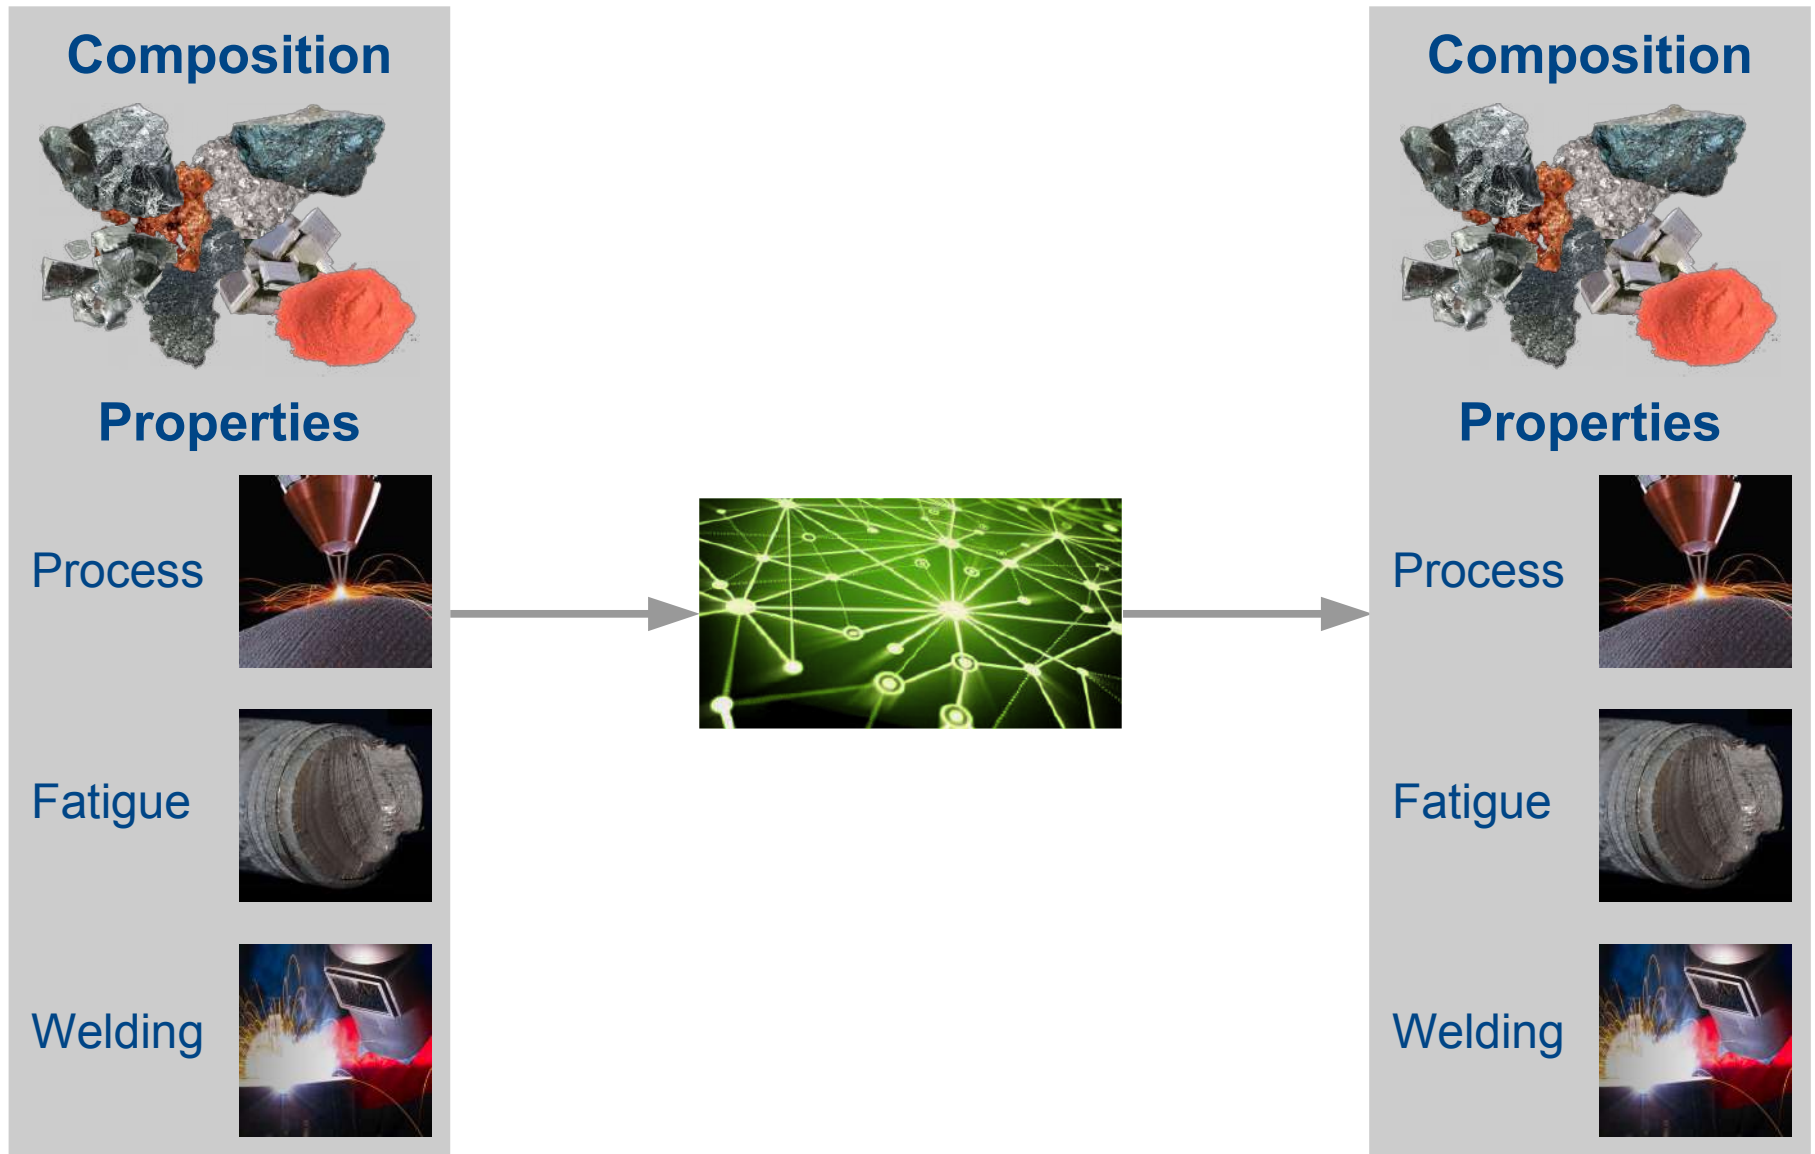 Composition
Properties
Process
Fatigue
Welding
Composition
Properties
Process
Fatigue
Welding